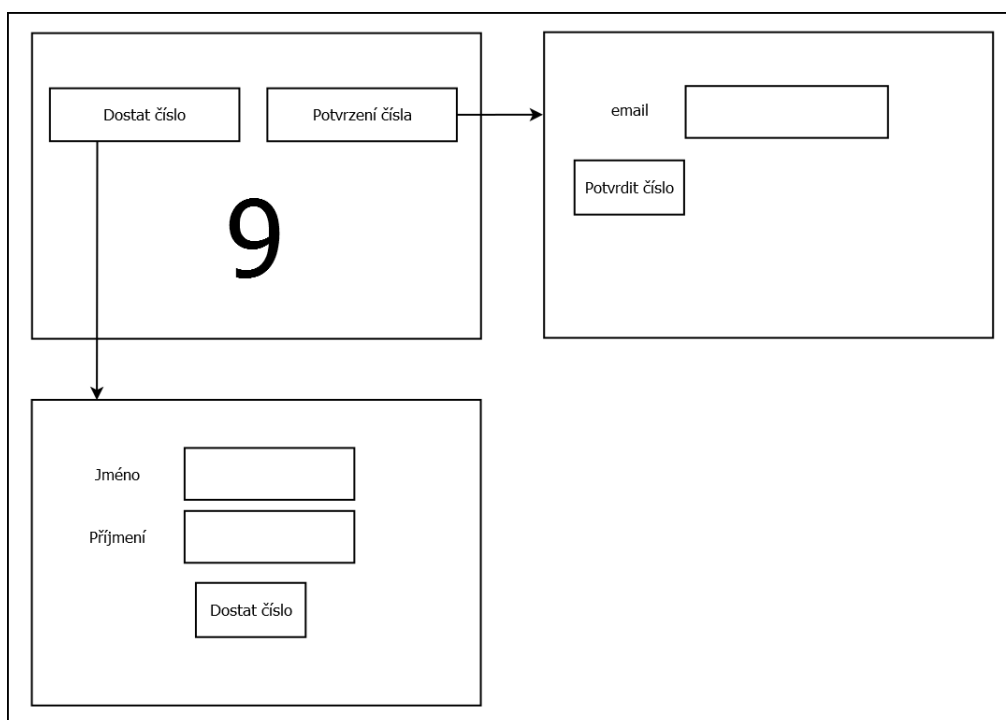 Dostat číslo
Potvrzení čísla
9
email
Potvrdit číslo
Jméno
Příjmení
Dostat číslo